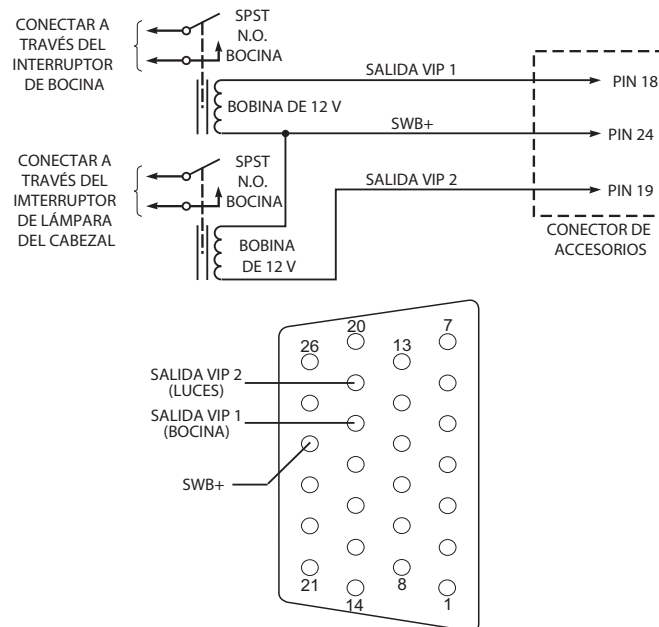 CONECTAR A
TRAVÉS DEL
INTERRUPTOR
DE BOCINA
SPST
N.O.
BOCINA
BOBINA DE 12 V
SALIDA VIP 1
PIN 18
SWB+
PIN 24
CONECTAR A
TRAVÉS DEL
IMTERRUPTOR
DE LÁMPARA
DEL CABEZAL
SPST
N.O.
BOCINA
BOBINA
DE 12 V
SALIDA VIP 2
PIN 19
CONECTOR DE
ACCESORIOS
20
7
26
13
SALIDA VIP 2
(LUCES)
SALIDA VIP 1
(BOCINA)
SWB+
21
8
14
1